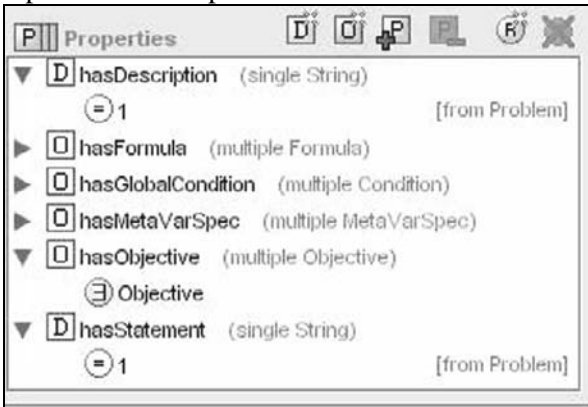 P Properties D O P P R
D hasDescription (single String)
= 1 [from Problem]
O hasFormula (multiple Formula)
O hasGlobalCondition (multiple Condition)
O hasMetaVarSpec (multiple MetaVarSpec)
O hasObjective (multiple Objective)
∃ Objective
D hasStatement (single String)
= 1 [from Problem]